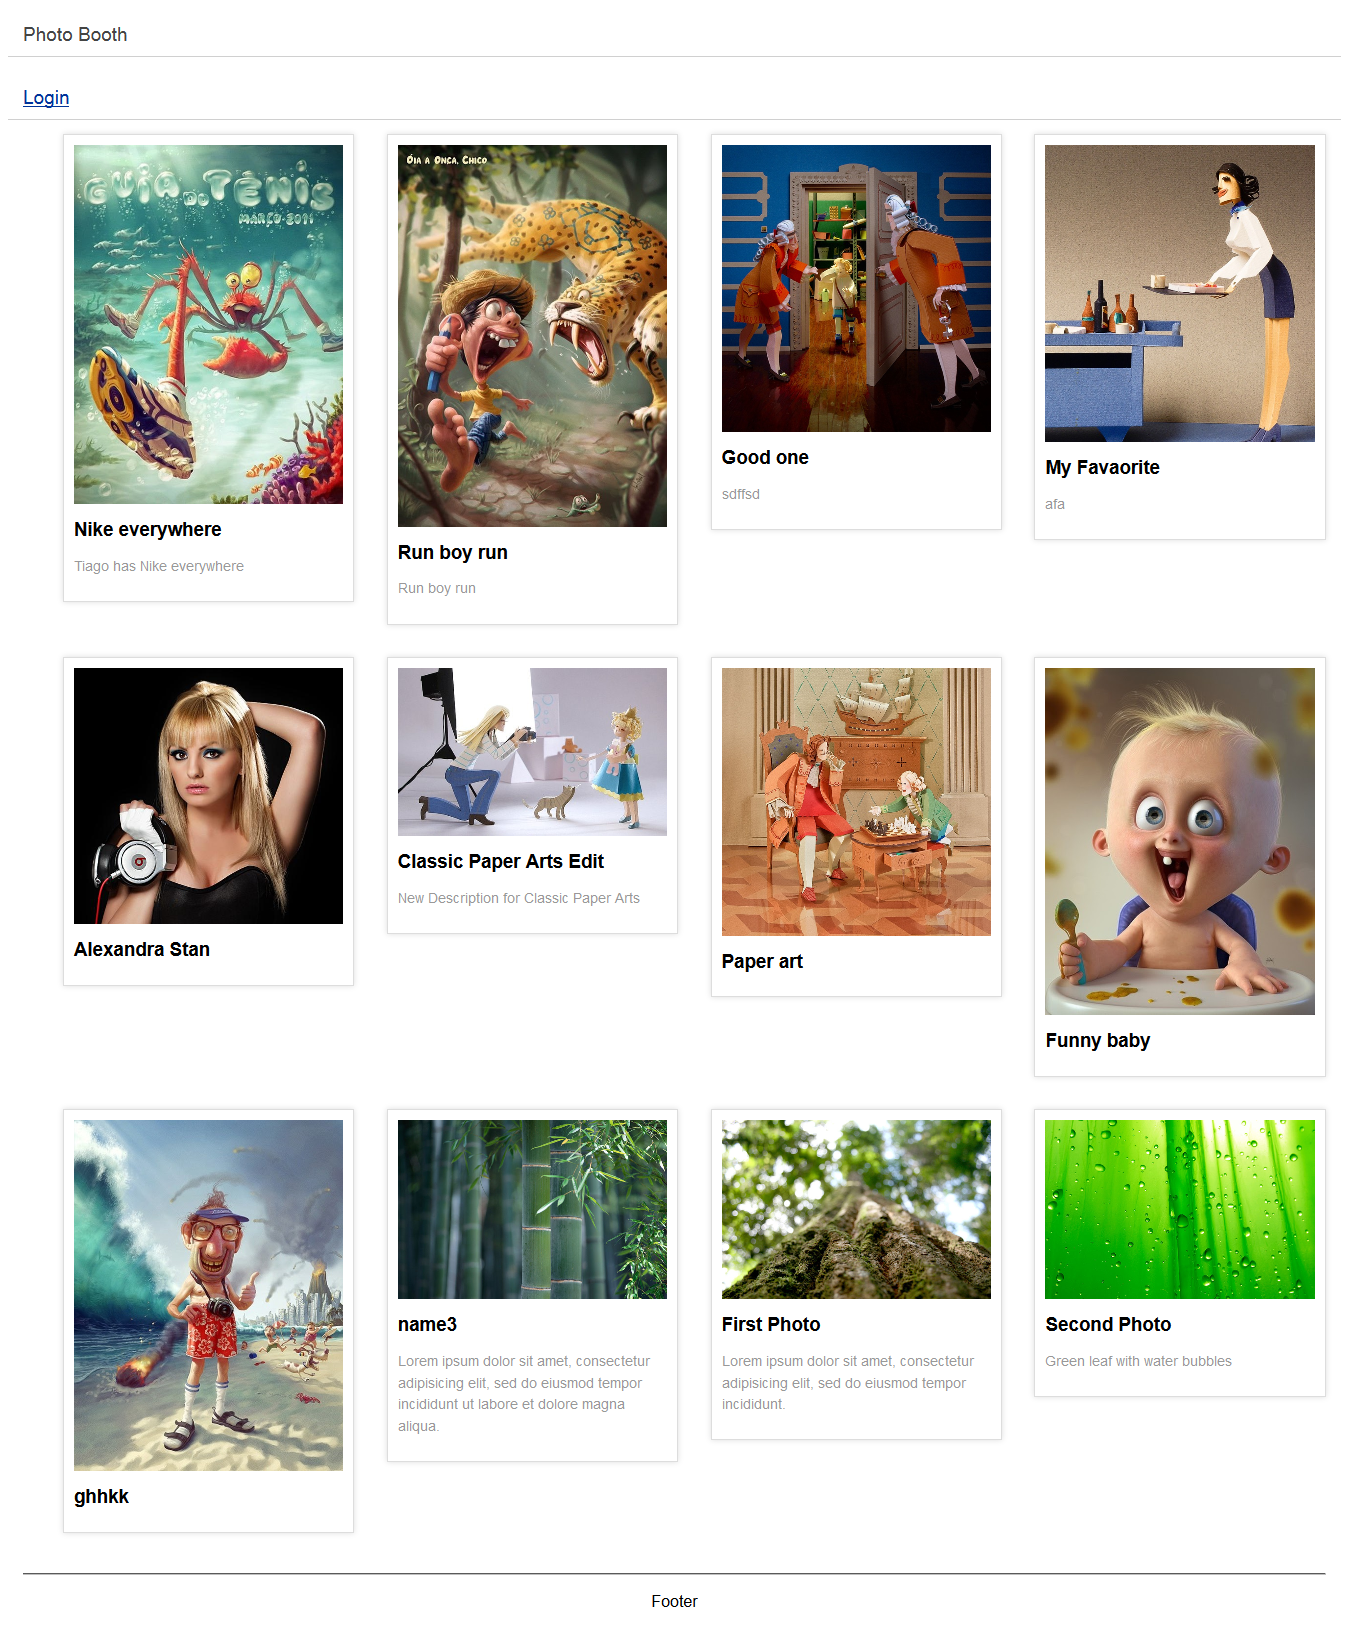 Photo Booth
Login
GUIA DO TÊNIS
MARÇO·2011
ÓIA A ONÇA, CHICO
Nike everywhere
Tiago has Nike everywhere
Run boy run
Run boy run
Good one
sdffsd
My Favaorite
afa
Alexandra Stan
Classic Paper Arts Edit
New Description for Classic Paper Arts
Paper art
Funny baby
ghhkk
name3
Lorem ipsum dolor sit amet, consectetur
adipisicing elit, sed do eiusmod tempor
incididunt ut labore et dolore magna
aliqua.
First Photo
Lorem ipsum dolor sit amet, consectetur
adipisicing elit, sed do eiusmod tempor
incididunt.
Second Photo
Green leaf with water bubbles
Footer